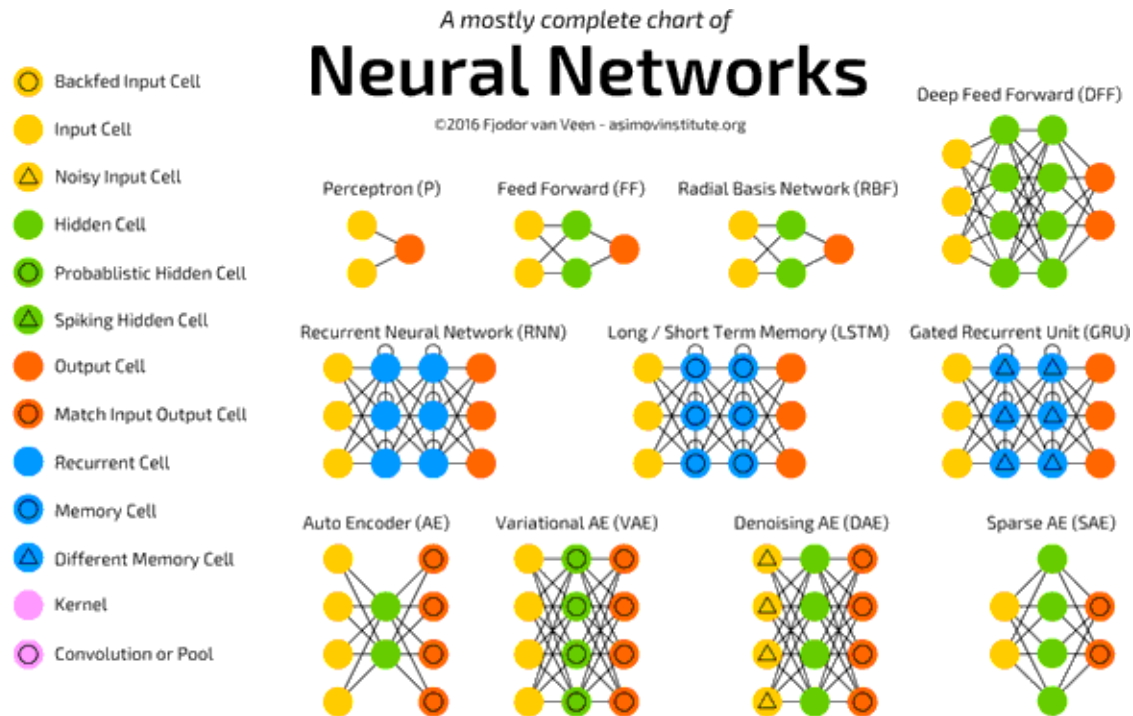 A mostly complete chart of
Neural Networks
©2016 Fjodor van Veen - asimovinstitute.org
Backfed Input Cell
Input Cell
Noisy Input Cell
Hidden Cell
Probablistic Hidden Cell
Spiking Hidden Cell
Output Cell
Match Input Output Cell
Recurrent Cell
Memory Cell
Different Memory Cell
Kernel
Convolution or Pool
Deep Feed Forward (DFF)
Perceptron (P)
Feed Forward (FF)
Radial Basis Network (RBF)
Recurrent Neural Network (RNN)
Long / Short Term Memory (LSTM)
Gated Recurrent Unit (GRU)
Auto Encoder (AE)
Variational AE (VAE)
Denoising AE (DAE)
Sparse AE (SAE)